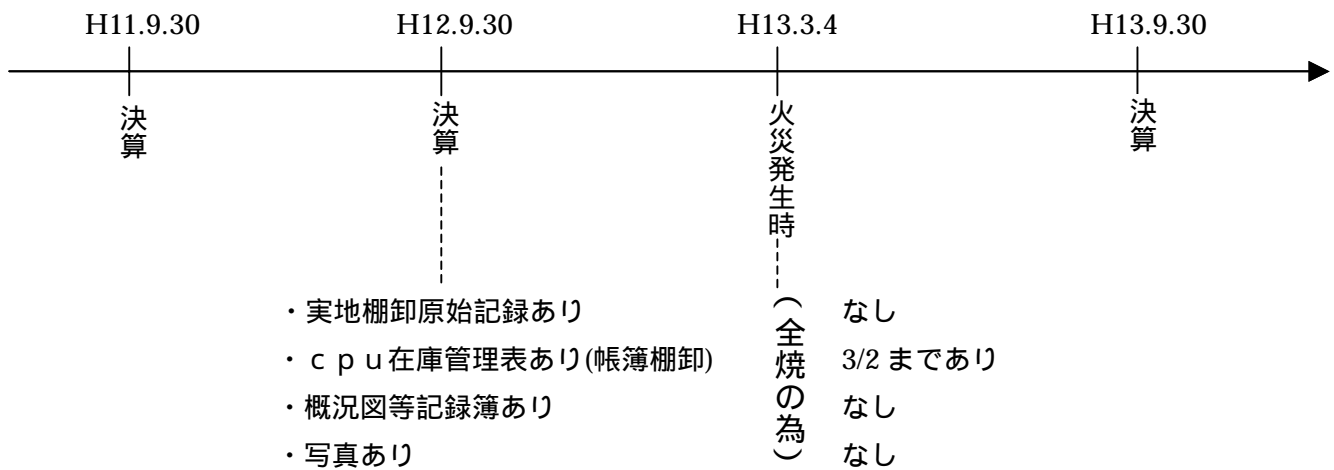 H11.9.30 H12.9.30 H13.3.4 H13.9.30
決算 決算 火災発生時 決算
(全焼の為)
・実地棚卸原始記録あり なし
・ｃｐｕ在庫管理表あり(帳簿棚卸) 3/2 まであり
・概況図等記録簿あり なし
・写真あり なし